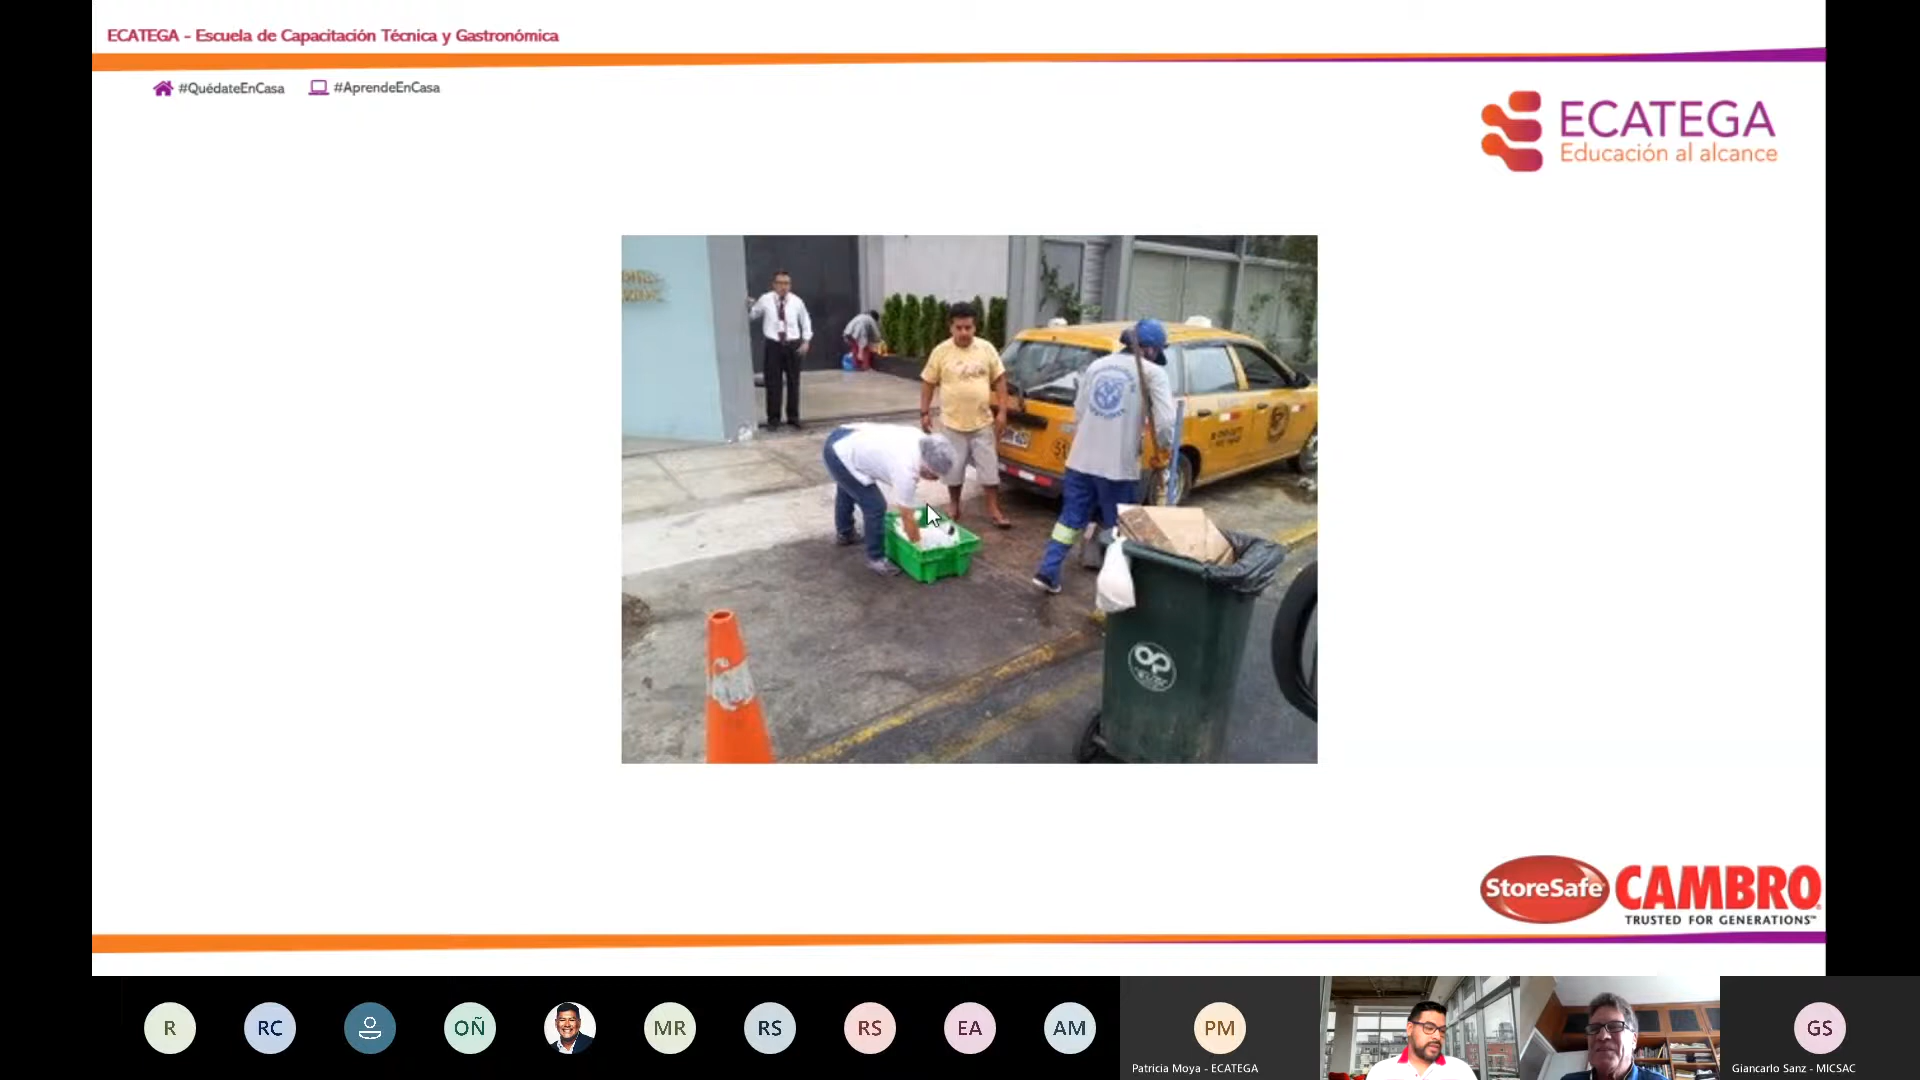 ECATEGA - Escuela de Capacitación Técnica y Gastronómica
#QuédateEnCasa #AprendeEnCasa
ECATEGA
Educación al alcance
StoreSafe CAMBRO
TRUSTED FOR GENERATIONS™
R RC OÑ MR RS RS EA AM PM GS
Patricia Moya - ECATEGA
Giancarlo Sanz - MICSAC